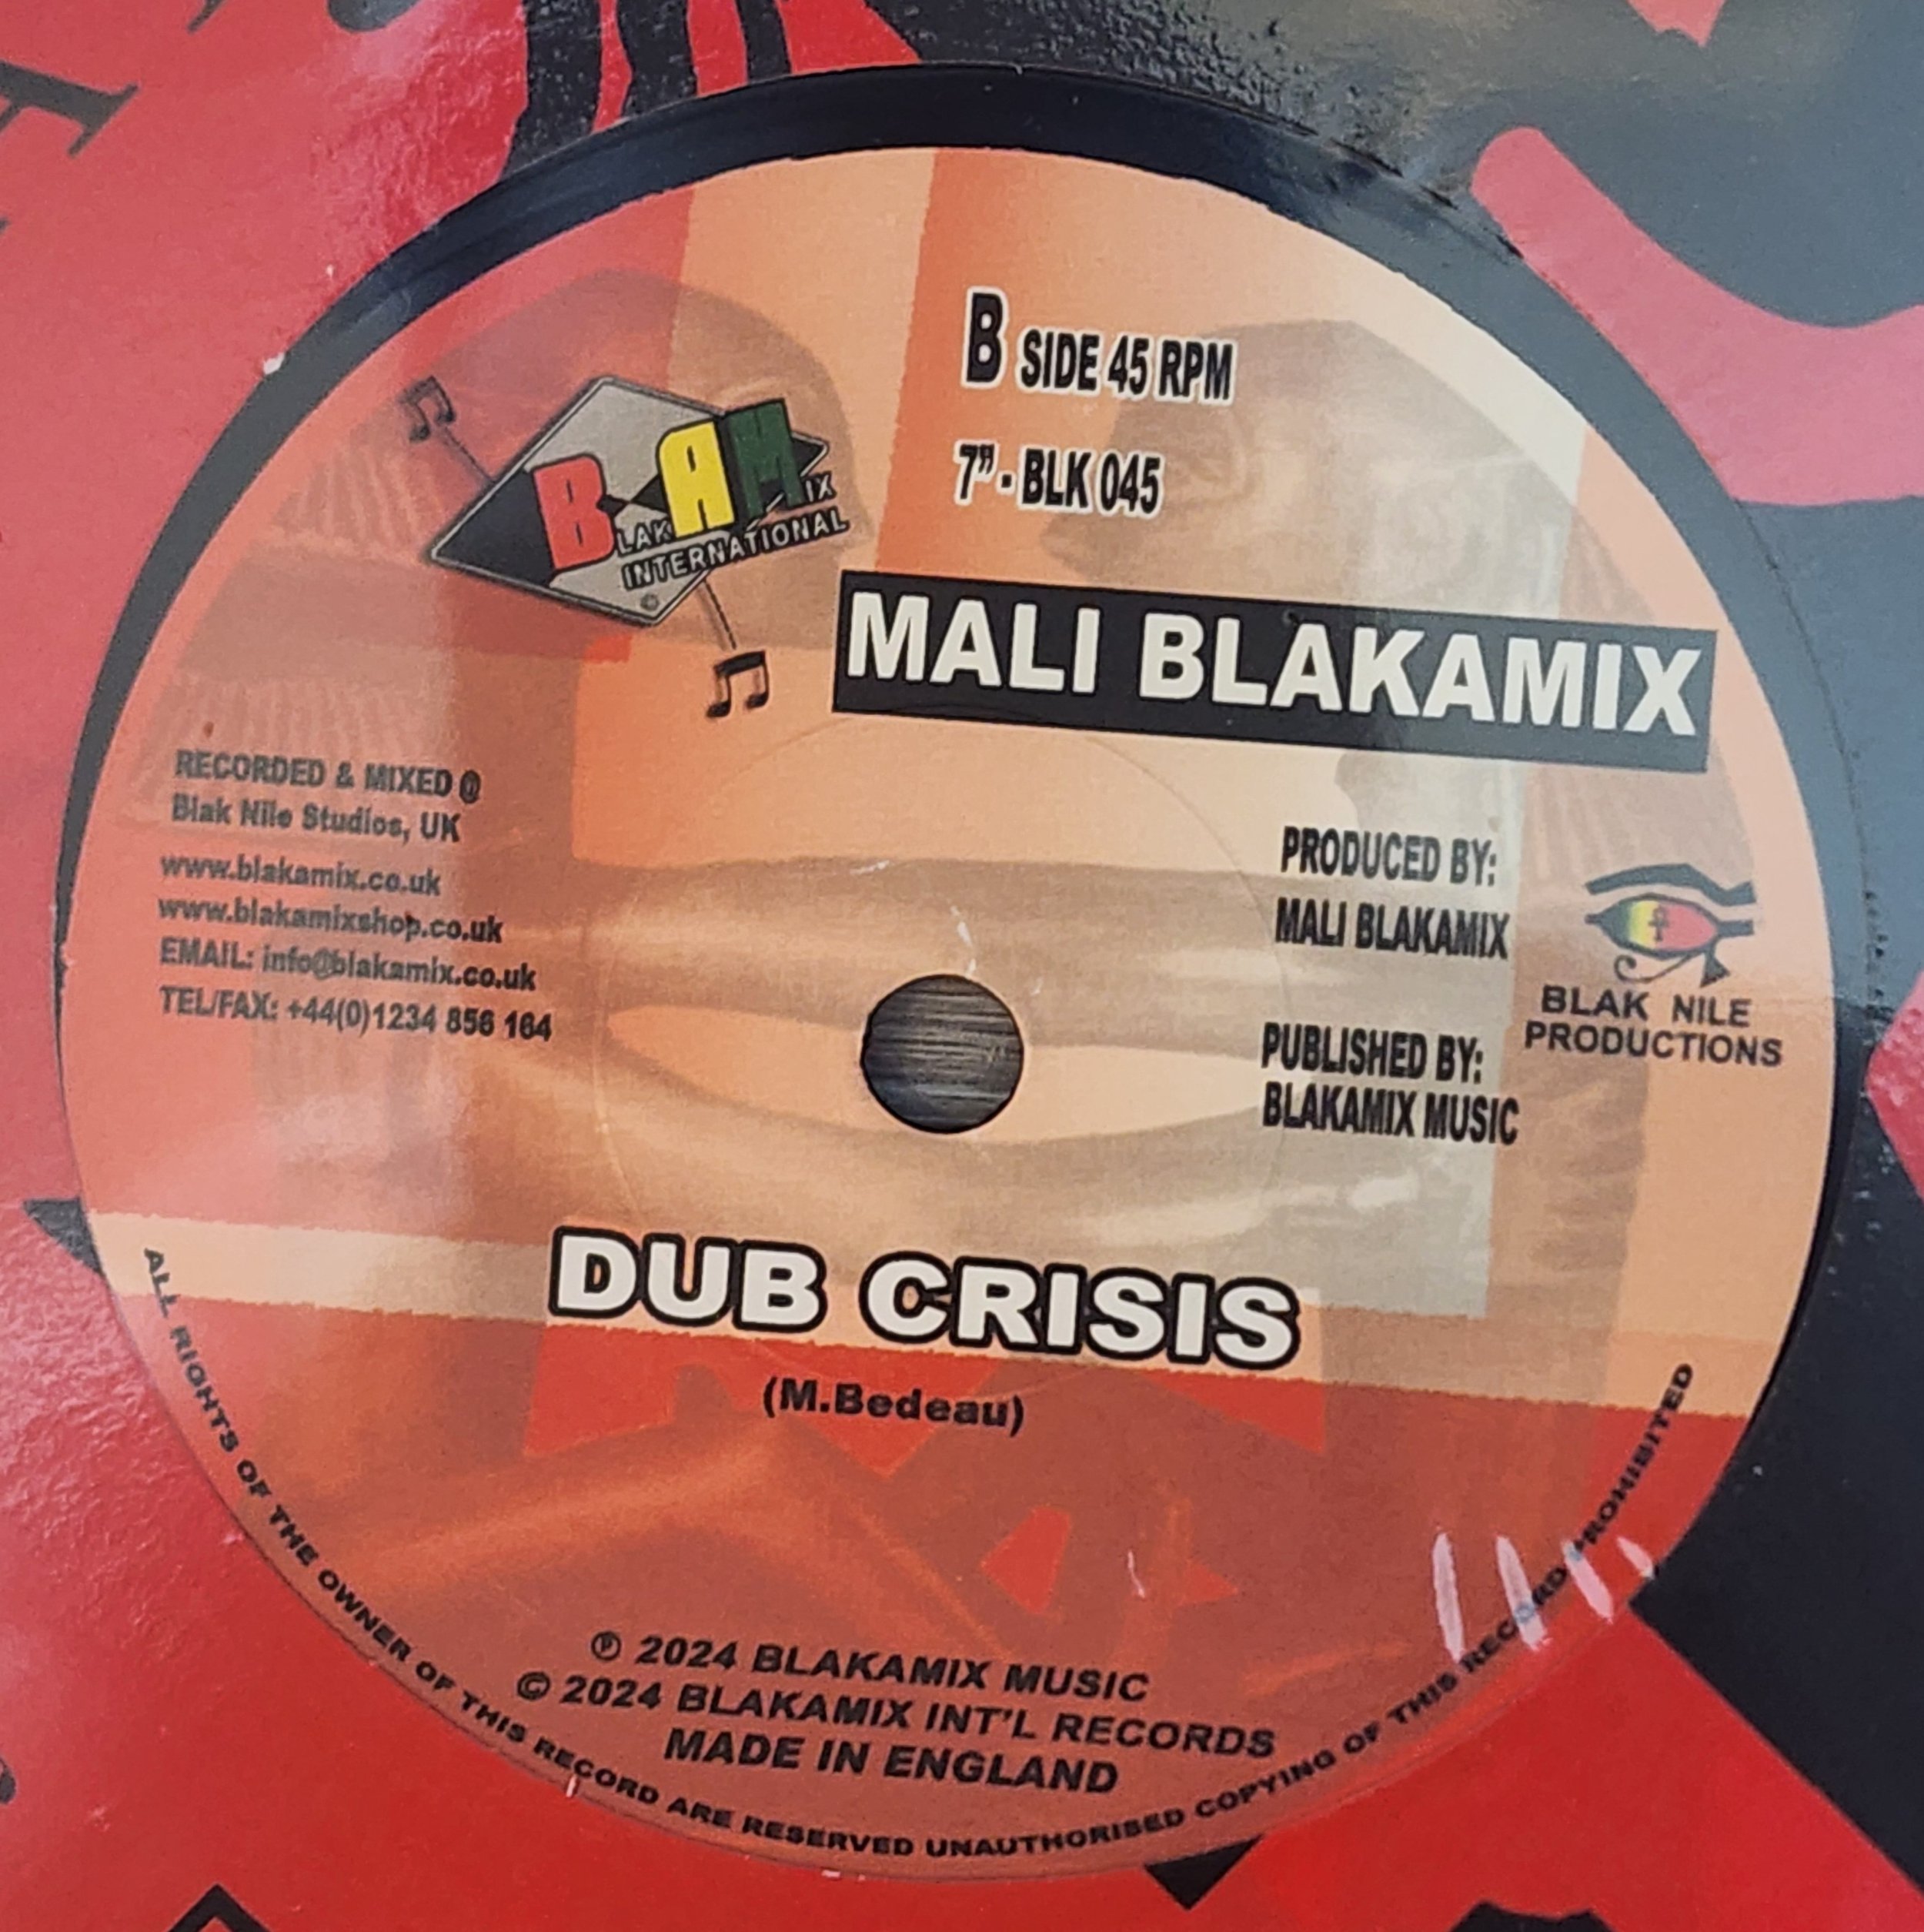 B SIDE 45 RPM
7" - BLK 045
BLAKAMIX
INTERNATIONAL
©
MALI BLAKAMIX
RECORDED & MIXED @
Blak Nile Studios, UK
www.blakamix.co.uk
www.blakamixshop.co.uk
EMAIL: info@blakamix.co.uk
TEL/FAX: +44(0)1234 856 164
PRODUCED BY:
MALI BLAKAMIX
BLAK NILE
PRODUCTIONS
PUBLISHED BY:
BLAKAMIX MUSIC
DUB CRISIS
(M.Bedeau)
℗ 2024 BLAKAMIX MUSIC
© 2024 BLAKAMIX INT'L RECORDS
MADE IN ENGLAND
ALL RIGHTS OF THE OWNER OF THIS RECORD ARE RESERVED UNAUTHORISED COPYING OF THIS RECORD PROHIBITED